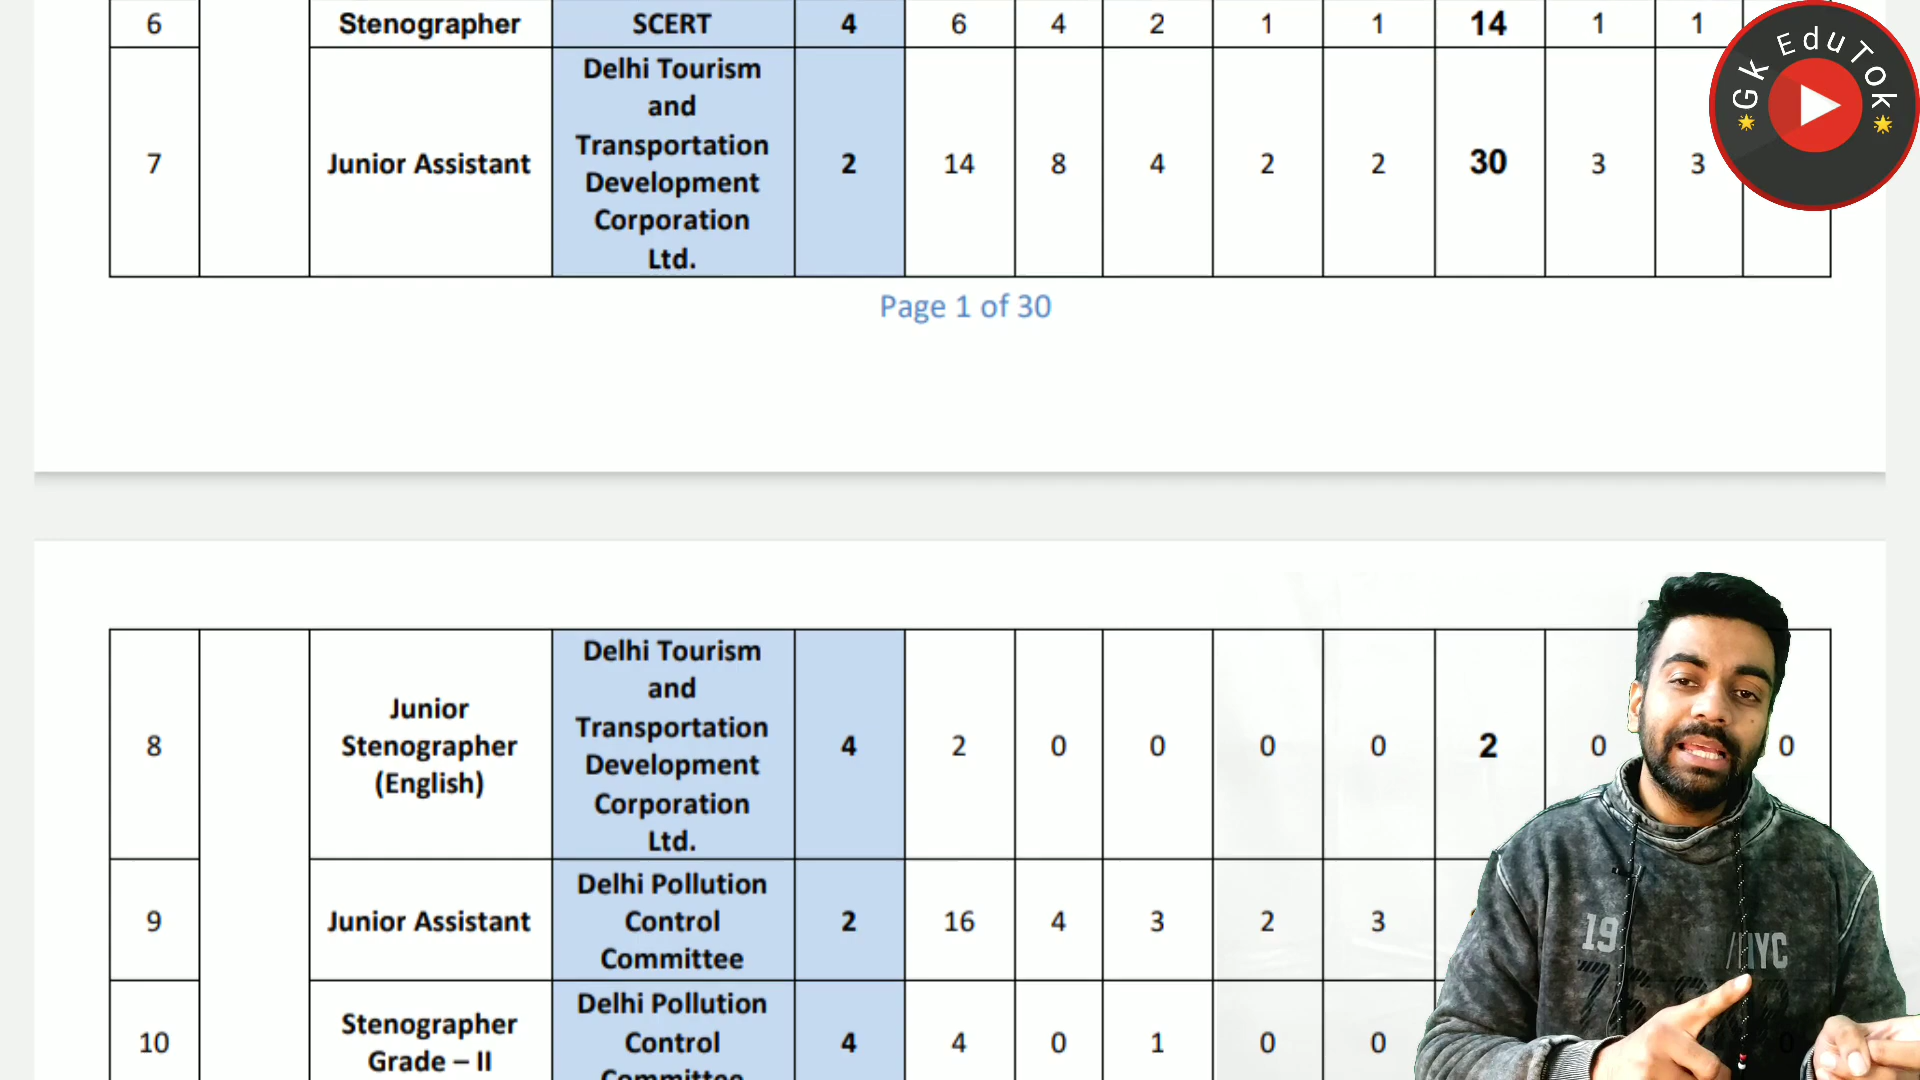 6 Stenographer SCERT 4 6 4 2 1 1 14 1 1
Gk EduTok
7 Junior Assistant Delhi Tourism
and
Transportation
Development
Corporation
Ltd. 2 14 8 4 2 2 30 3 3
Page 1 of 30
8 Junior
Stenographer
(English) Delhi Tourism
and
Transportation
Development
Corporation
Ltd. 4 2 0 0 0 0 2 0 0
9 Junior Assistant Delhi Pollution
Control
Committee 2 16 4 3 2 3
19
NYC
10 Stenographer
Grade – II Delhi Pollution
Control
Committee 4 4 0 1 0 0 0